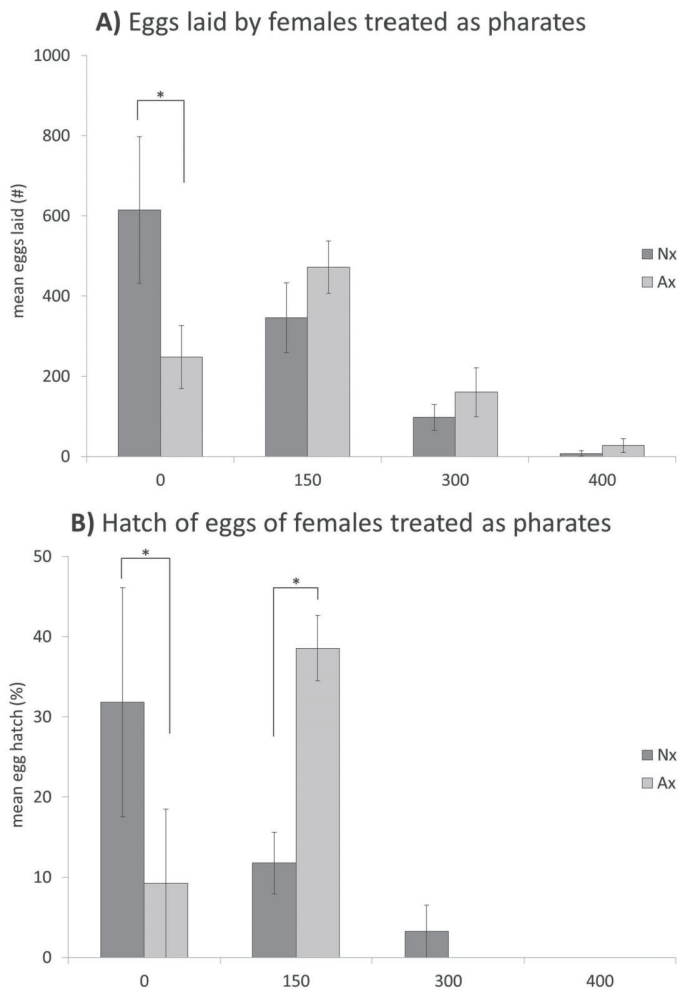 A) Eggs laid by females treated as pharates
1000
800
600
400
200
0
mean eggs laid (#)
*
0 150 300 400
Nx
Ax
B) Hatch of eggs of females treated as pharates
50
40
30
20
10
0
mean egg hatch (%)
* *
0 150 300 400
Nx
Ax